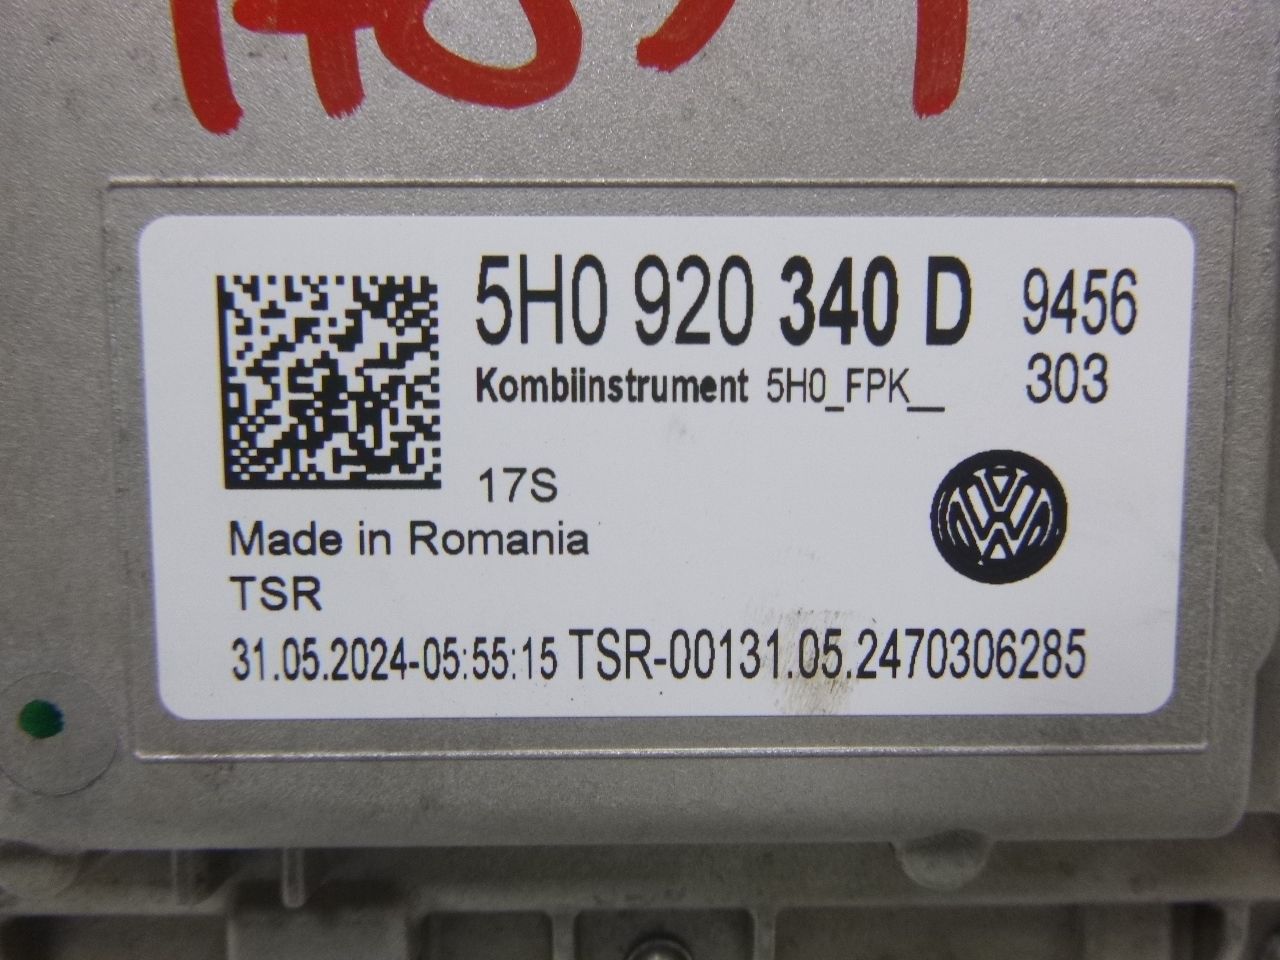 5H0 920 340 D 9456
Kombiinstrument 5H0_FPK__ 303
17S
Made in Romania
TSR
31.05.2024-05:55:15 TSR-00131.05.2470306285